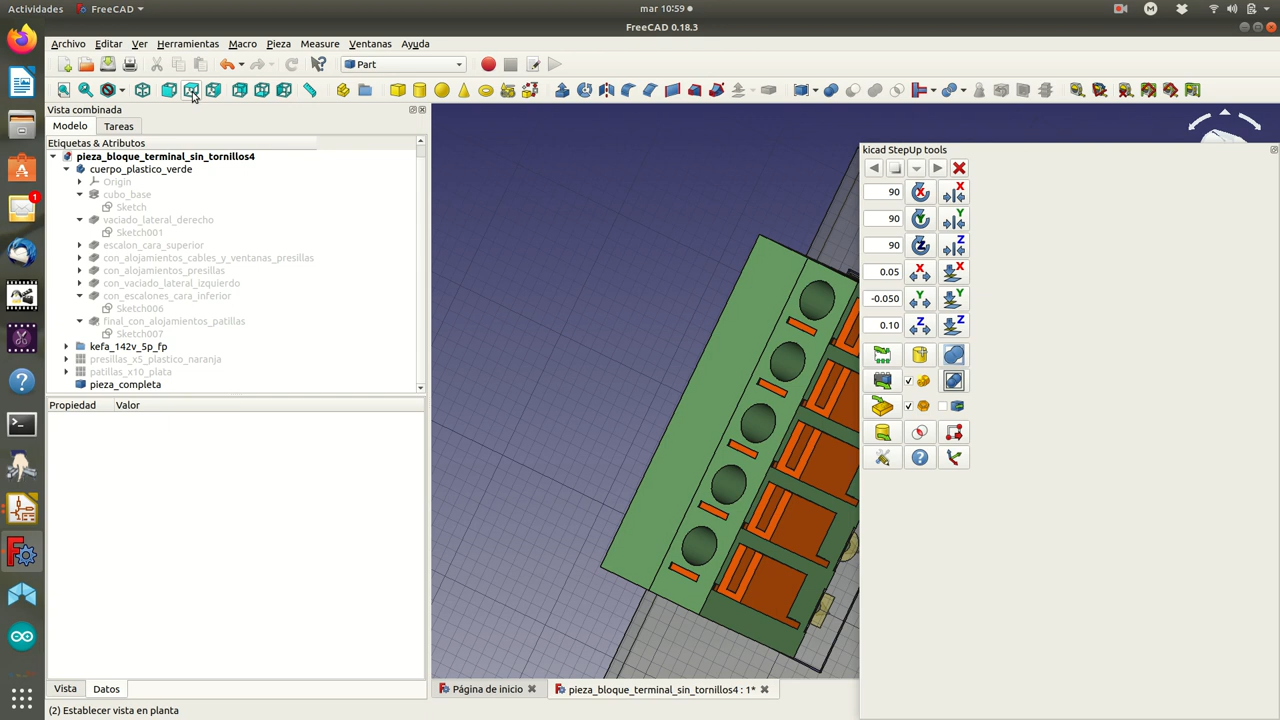 Actividades
FreeCAD
mar 10:59
FreeCAD 0.18.3
Archivo
Editar
Ver
Herramientas
Macro
Pieza
Measure
Ventanas
Ayuda
Part
Vista combinada
Modelo
Tareas
Etiquetas & Atributos
pieza_bloque_terminal_sin_tornillos4
cuerpo_plastico_verde
Origin
cubo_base
Sketch
vaciado_lateral_derecho
Sketch001
escalon_cara_superior
con_alojamientos_cables_y_ventanas_presillas
con_alojamientos_presillas
con_vaciado_lateral_izquierdo
con_escalones_cara_inferior
Sketch006
final_con_alojamientos_patillas
Sketch007
kefa_142v_5p_fp
presillas_x5_plastico_naranja
patillas_x10_plata
pieza_completa
Propiedad
Valor
Vista
Datos
(2) Establecer vista en planta
Página de inicio
pieza_bloque_terminal_sin_tornillos4 : 1*
kicad StepUp tools
90
90
90
0.05
-0.050
0.10
X
Y
Z
1